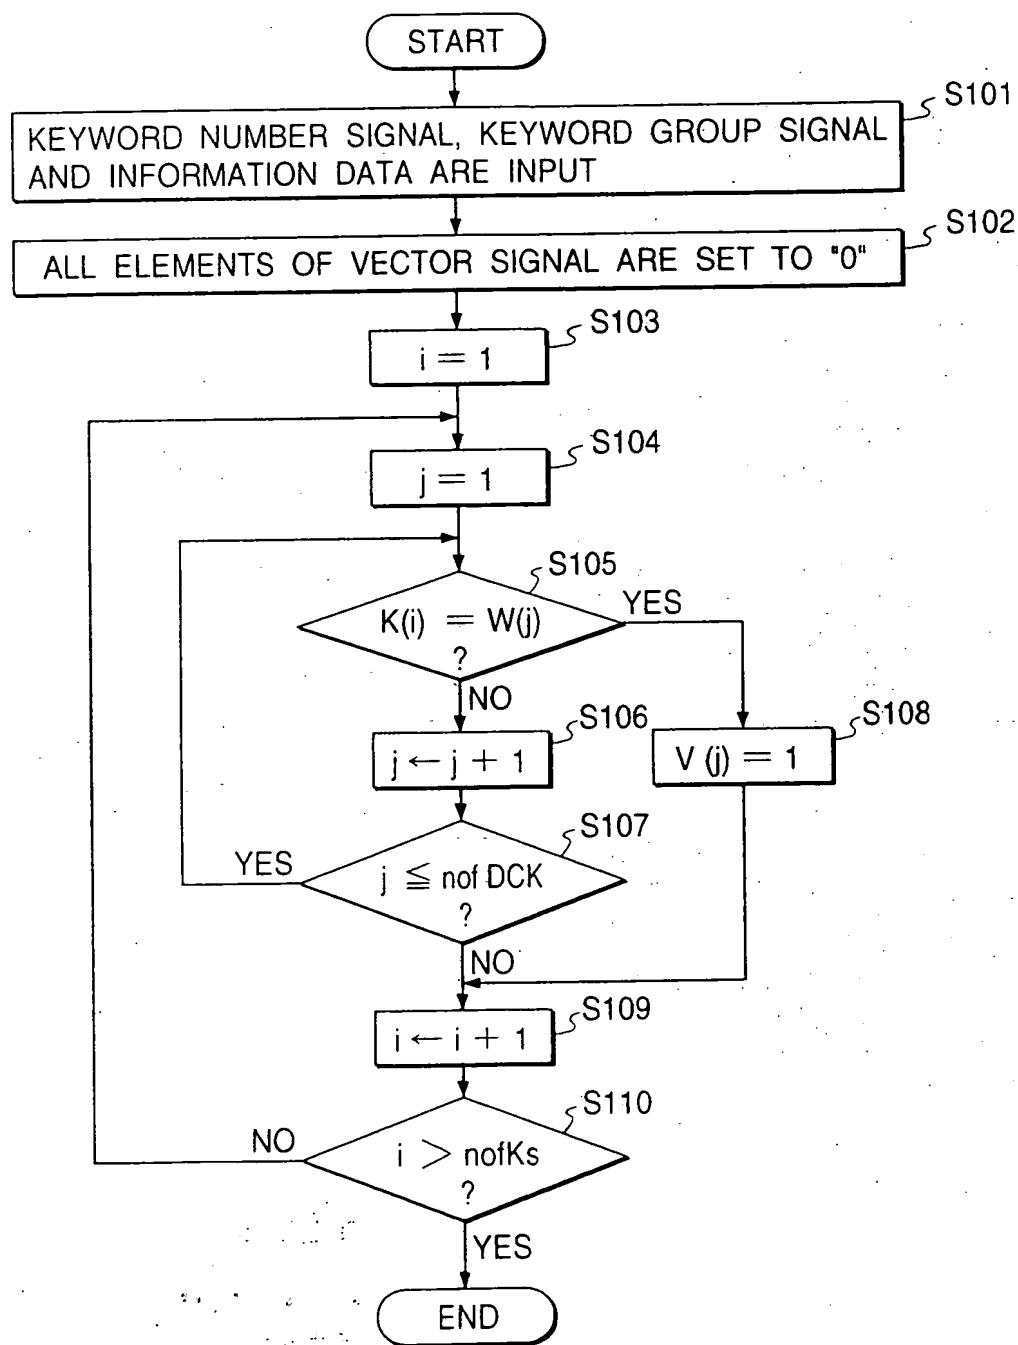 START
S101
KEYWORD NUMBER SIGNAL, KEYWORD GROUP SIGNAL
AND INFORMATION DATA ARE INPUT
S102
ALL ELEMENTS OF VECTOR SIGNAL ARE SET TO "0"
S103
i = 1
S104
j = 1
S105
K(i) = W(j)
?
YES
NO
S106
j ← j + 1
S108
V (j) = 1
S107
YES
j ≦ nof DCK
?
NO
S109
i ← i + 1
S110
NO
i > nofKs
?
YES
END